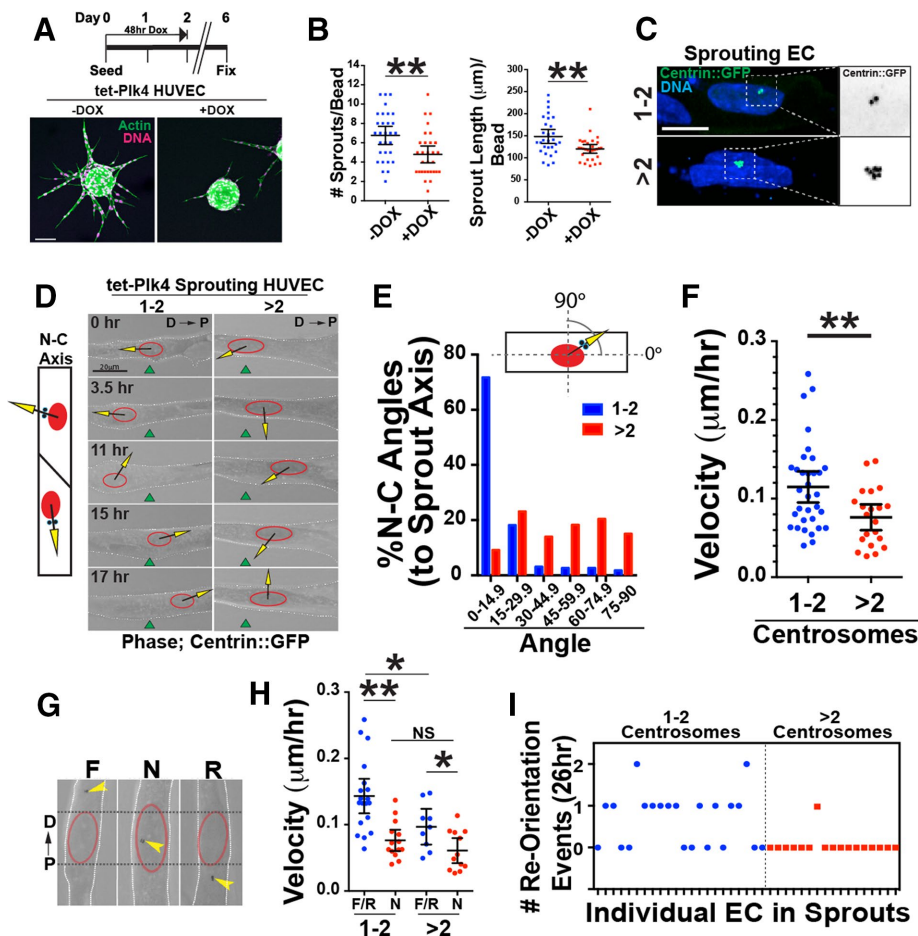 A
Day 0 1 2 6
48hr Dox
Seed Fix
tet-Plk4 HUVEC
-DOX +DOX
Actin
DNA
B
**
# Sprouts/Bead
14
12
10
8
6
4
2
0
-DOX +DOX
**
Sprout Length (µm)/
Bead
300
250
200
150
100
50
0
-DOX +DOX
C
Sprouting EC
Centrin::GFP
DNA
Centrin::GFP
1-2
>2
D
tet-Plk4 Sprouting HUVEC
1-2 >2
N-C
Axis
0 hr D → P D → P
20µm
3.5 hr
11 hr
15 hr
17 hr
Phase; Centrin::GFP
E
90°
0°
%N-C Angles
(to Sprout Axis)
80
60
40
20
0
1-2
>2
0-14.9 15-29.9 30-44.9 45-59.9 60-74.9 75-90
Angle
F
**
Velocity (µm/hr)
0.3
0.2
0.1
0.0
1-2 >2
Centrosomes
G
F N R
D
P
H
*
**
NS
*
Velocity (µm/hr)
0.3
0.2
0.1
0.0
F/R N F/R N
1-2 >2
I
1-2
Centrosomes
>2
Centrosomes
# Re-Orientation
Events (26hr)
2
1
0
Individual EC in Sprouts